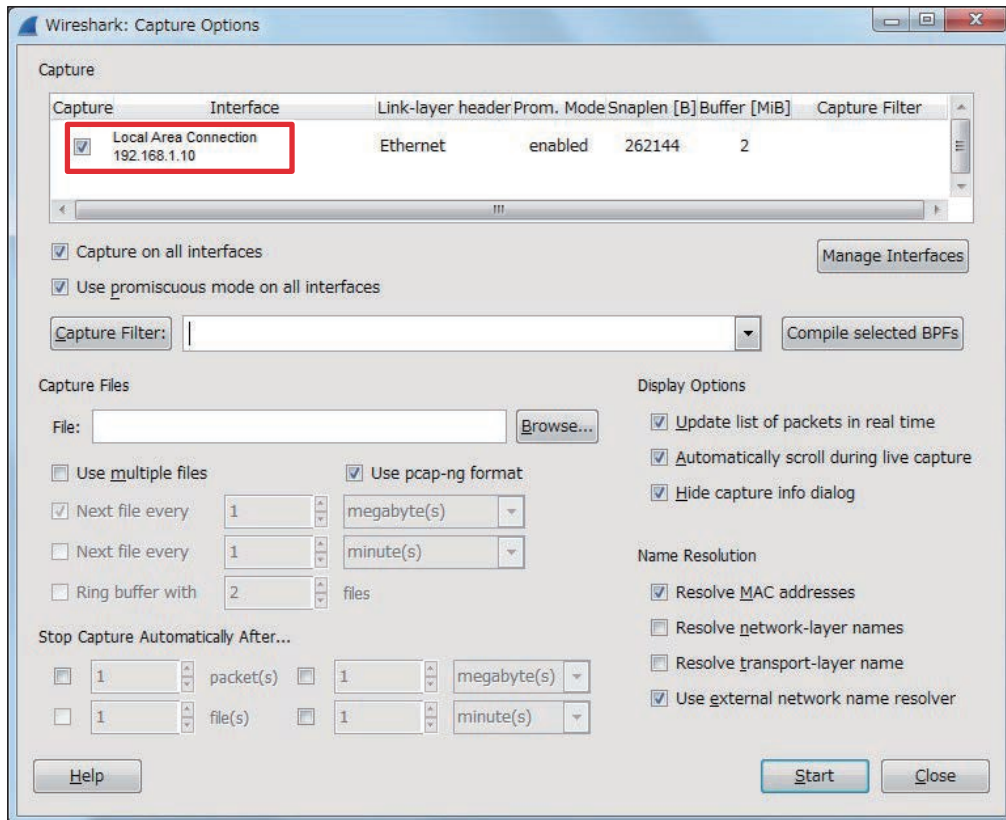 Wireshark: Capture Options
Capture
Capture Interface Link-layer header Prom. Mode Snaplen [B] Buffer [MiB] Capture Filter
Local Area Connection
192.168.1.10
Ethernet enabled 262144 2
Capture on all interfaces
Manage Interfaces
Use promiscuous mode on all interfaces
Capture Filter:
Compile selected BPFs
Capture Files
File:
Browse...
Use multiple files
Use pcap-ng format
Next file every 1 megabyte(s)
Next file every 1 minute(s)
Ring buffer with 2 files
Stop Capture Automatically After...
1 packet(s) 1 megabyte(s)
1 file(s) 1 minute(s)
Display Options
Update list of packets in real time
Automatically scroll during live capture
Hide capture info dialog
Name Resolution
Resolve MAC addresses
Resolve network-layer names
Resolve transport-layer name
Use external network name resolver
Help
Start
Close